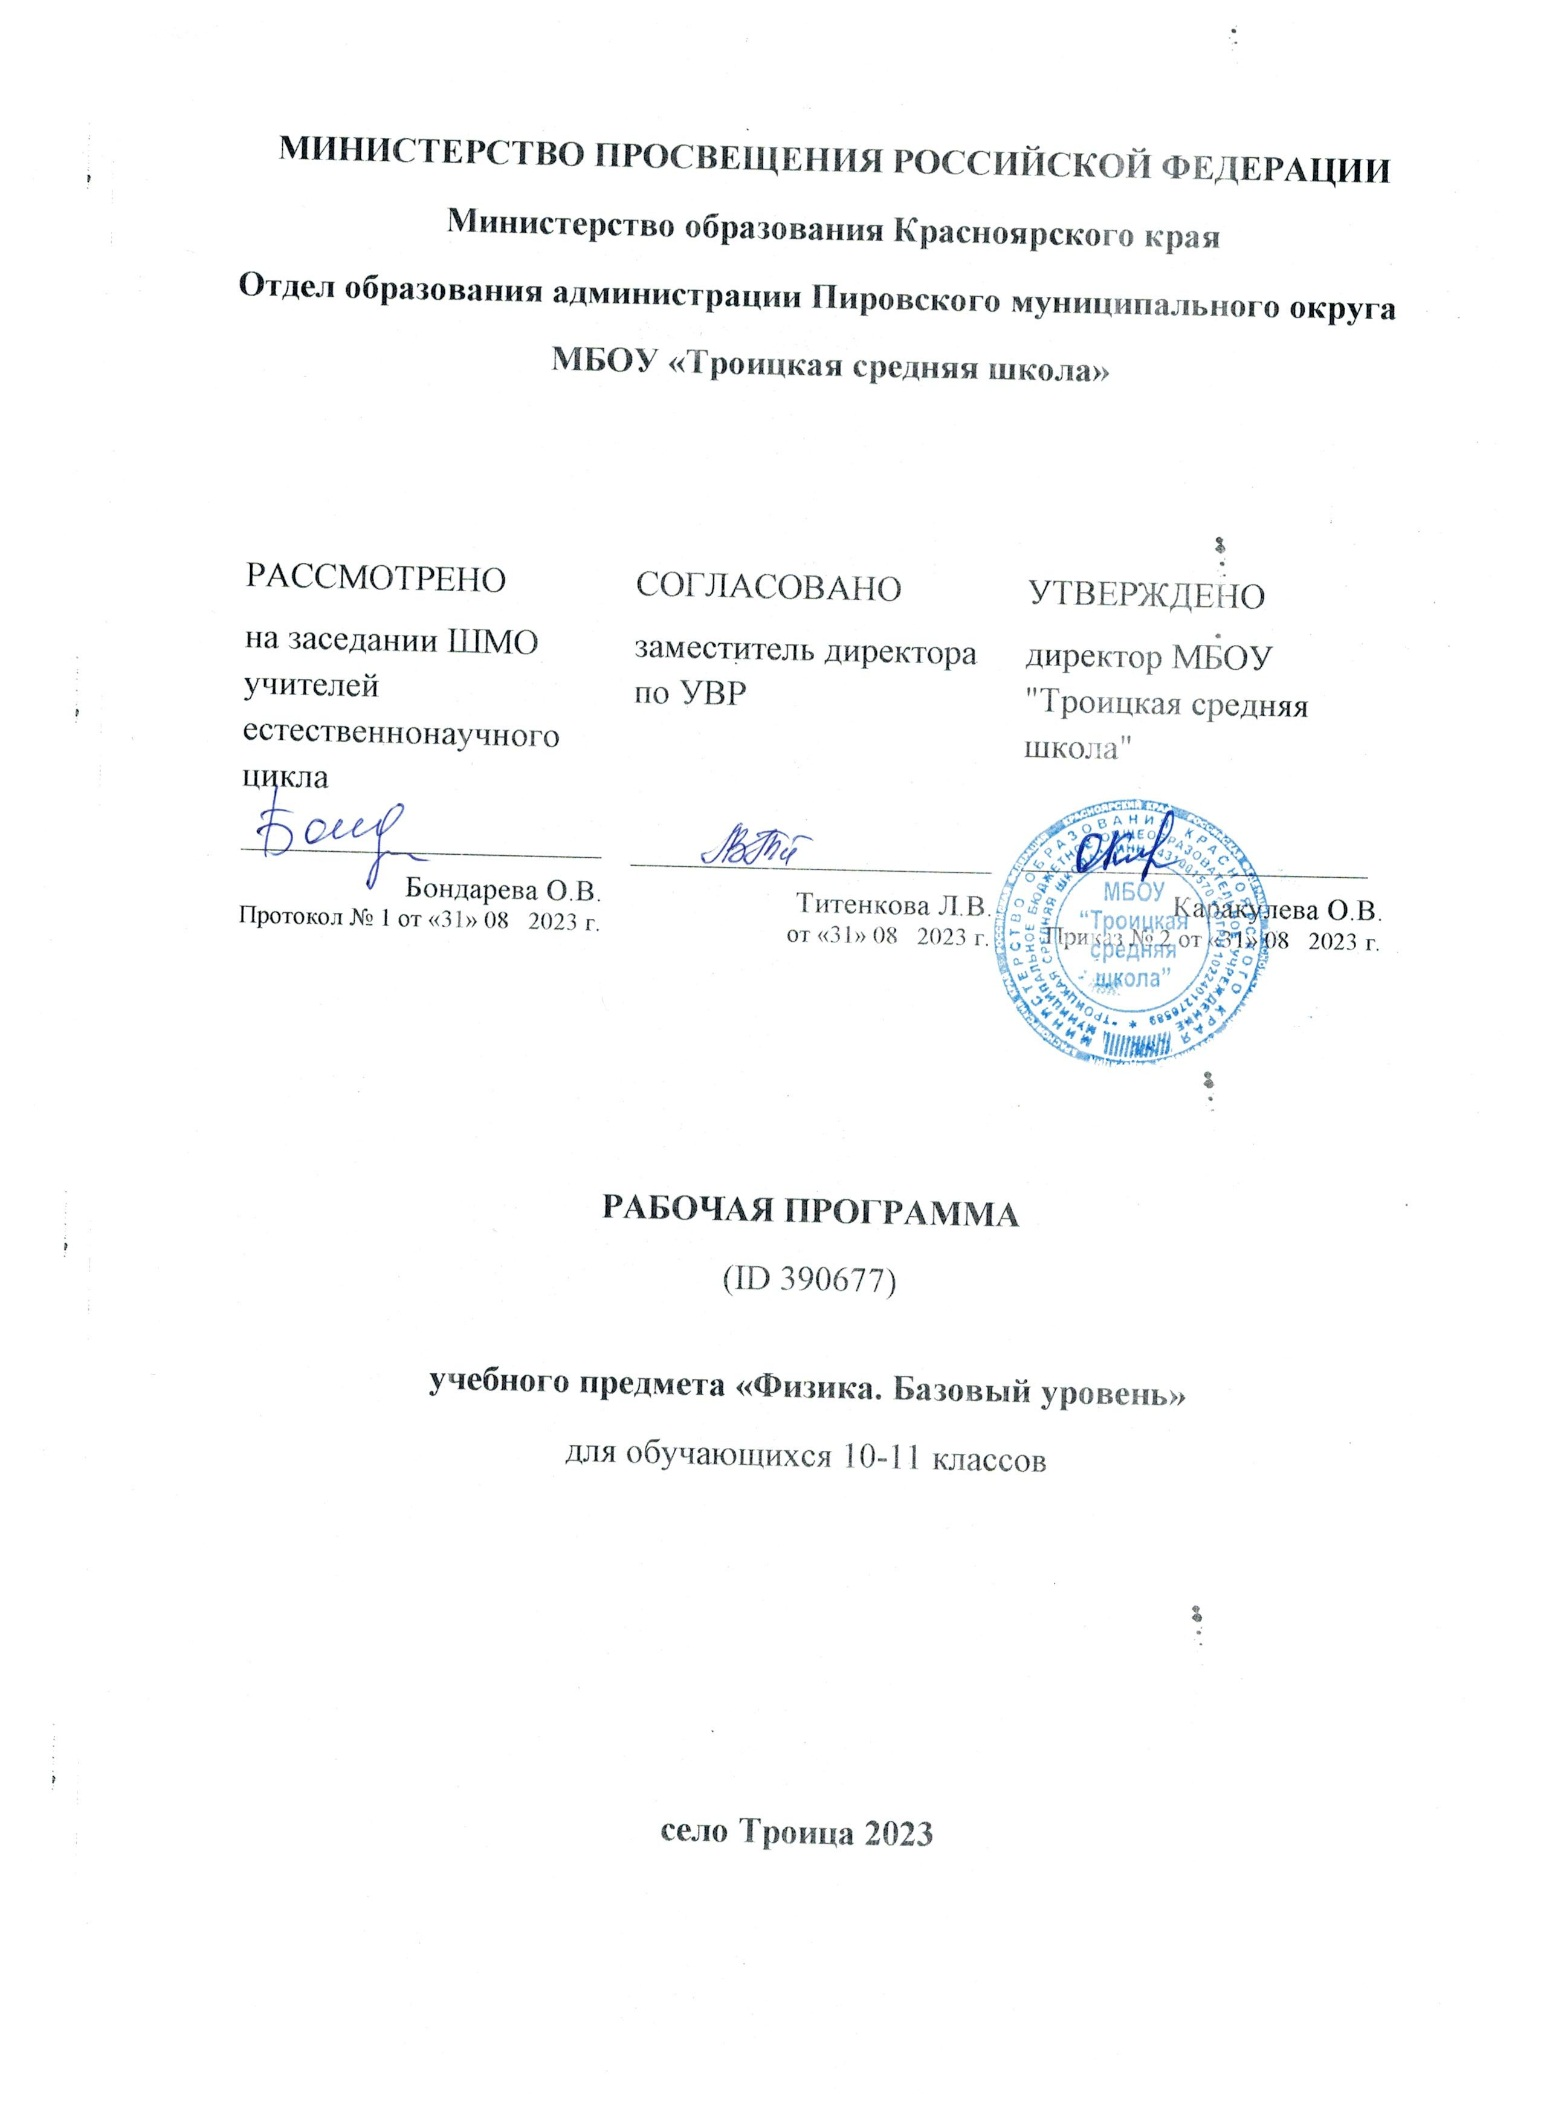 МИНИСТЕРСТВО ПРОСВЕЩЕНИЯ РОССИЙСКОЙ ФЕДЕРАЦИИ
Министерство образования Красноярского края
Отдел образования администрации Пировского муниципального округа
МБОУ «Троицкая средняя школа»
РАССМОТРЕНО
на заседании ШМО
учителей
естественнонаучного
цикла
Бондарева О.В.
Протокол № 1 от «31» 08 2023 г.
СОГЛАСОВАНО
заместитель директора
по УВР
Титенкова Л.В.
от «31» 08 2023 г.
УТВЕРЖДЕНО
директор МБОУ
"Троицкая средняя
школа"
Каракулева О.В.
Приказ № 2 от «31» 08 2023 г.
МИНИСТЕРСТВО ОБРАЗОВАНИЯ КРАСНОЯРСКОГО КРАЯ
МБОУ
“Троицкая
средняя
школа”
РАБОЧАЯ ПРОГРАММА
(ID 390677)
учебного предмета «Физика. Базовый уровень»
для обучающихся 10-11 классов
село Троица 2023